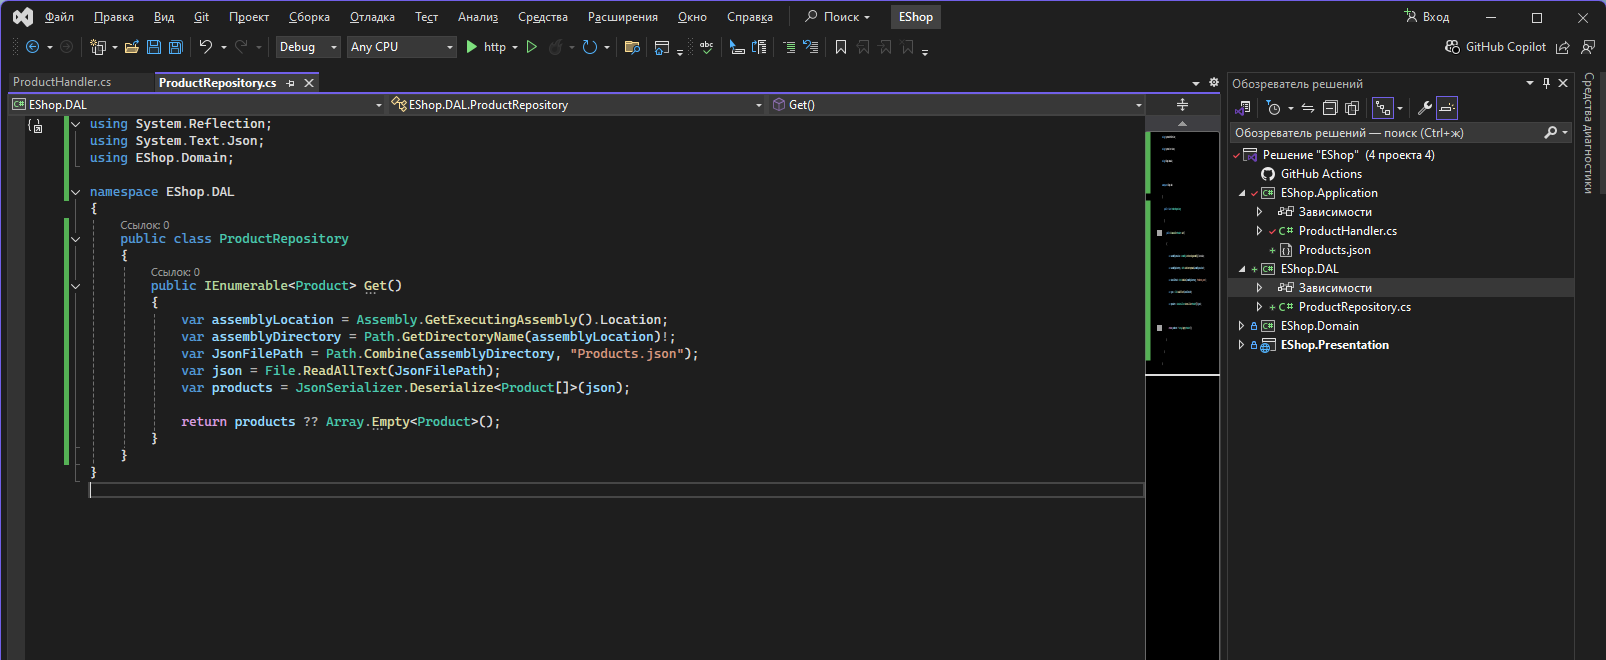 Файл Правка Вид Git Проект Сборка Отладка Тест Анализ Средства Расширения Окно Справка Поиск EShop Вход
Debug Any CPU http abc GitHub Copilot
ProductHandler.cs ProductRepository.cs
EShop.DAL EShop.DAL.ProductRepository Get()
using System.Reflection;
using System.Text.Json;
using EShop.Domain;
namespace EShop.DAL
{
Ссылок: 0
public class ProductRepository
{
Ссылок: 0
public IEnumerable<Product> Get()
{
var assemblyLocation = Assembly.GetExecutingAssembly().Location;
var assemblyDirectory = Path.GetDirectoryName(assemblyLocation)!;
var JsonFilePath = Path.Combine(assemblyDirectory, "Products.json");
var json = File.ReadAllText(JsonFilePath);
var products = JsonSerializer.Deserialize<Product[]>(json);
return products ?? Array.Empty<Product>();
}
}
}
Обозреватель решений
Обозреватель решений — поиск (Ctrl+ж)
Решение "EShop" (4 проекта 4)
GitHub Actions
C# EShop.Application
Зависимости
C# ProductHandler.cs
Products.json
C# EShop.DAL
Зависимости
C# ProductRepository.cs
C# EShop.Domain
EShop.Presentation
Средства диагностики